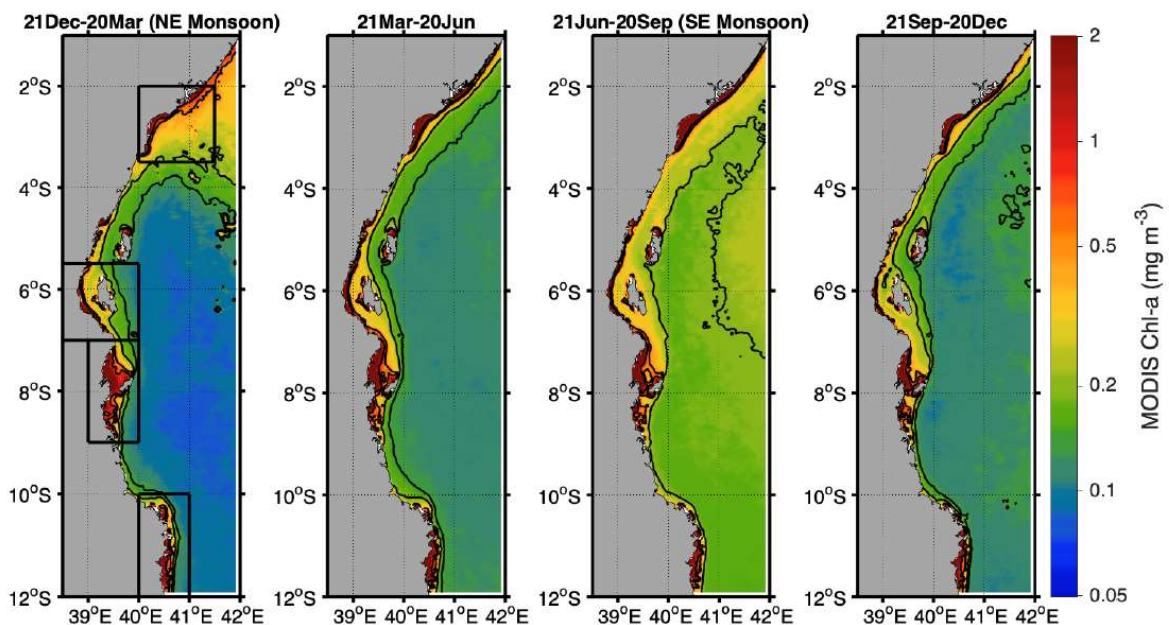 21Dec-20Mar (NE Monsoon)
21Mar-20Jun
21Jun-20Sep (SE Monsoon)
21Sep-20Dec
2°S
4°S
6°S
8°S
10°S
12°S
39°E 40°E 41°E 42°E
2°S
4°S
6°S
8°S
10°S
12°S
39°E 40°E 41°E 42°E
2°S
4°S
6°S
8°S
10°S
12°S
39°E 40°E 41°E 42°E
2°S
4°S
6°S
8°S
10°S
12°S
39°E 40°E 41°E 42°E
2
1
0.5
0.2
0.1
0.05
MODIS Chl-a (mg m⁻³)